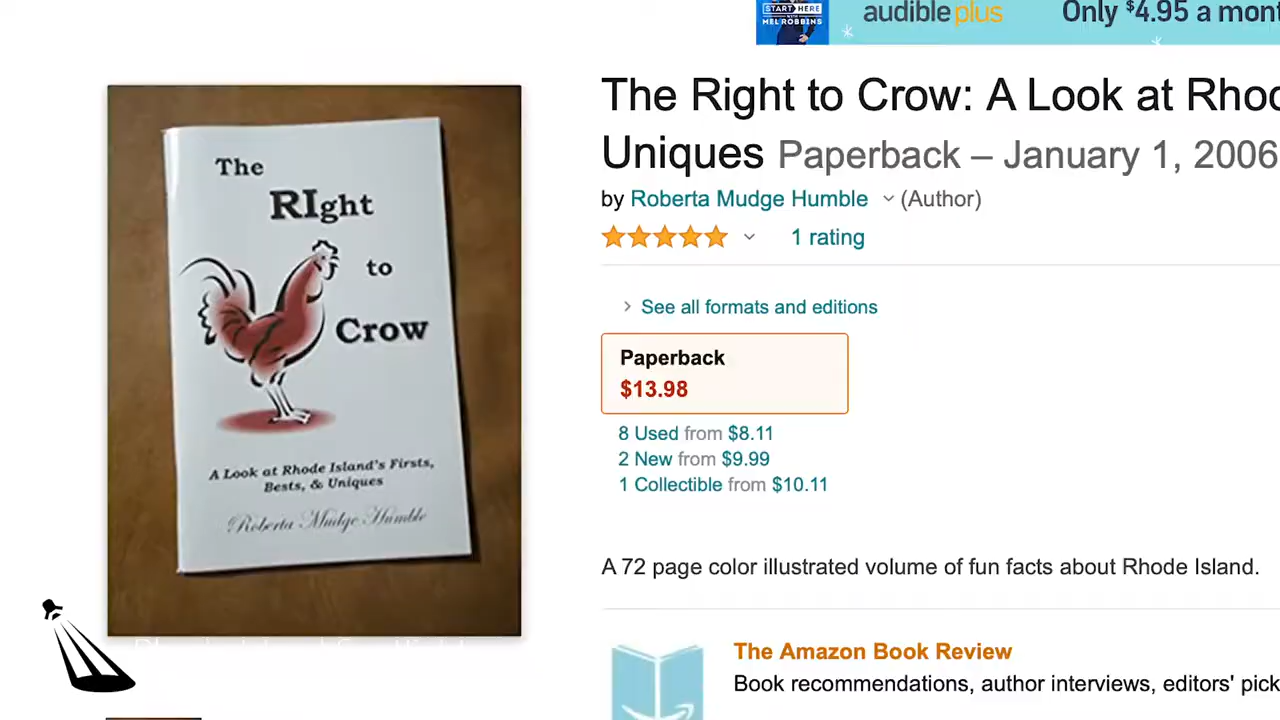 START HERE
WITH
MEL ROBBINS
audible plus
Only $4.95 a mont
The Right to Crow: A Look at Rhod
Uniques Paperback – January 1, 2006
by Roberta Mudge Humble (Author)
1 rating
See all formats and editions
Paperback
$13.98
8 Used from $8.11
2 New from $9.99
1 Collectible from $10.11
A 72 page color illustrated volume of fun facts about Rhode Island.
The Amazon Book Review
Book recommendations, author interviews, editors' pick
The
RIght
to
Crow
A Look at Rhode Island's Firsts,
Bests, & Uniques
Roberta Mudge Humble